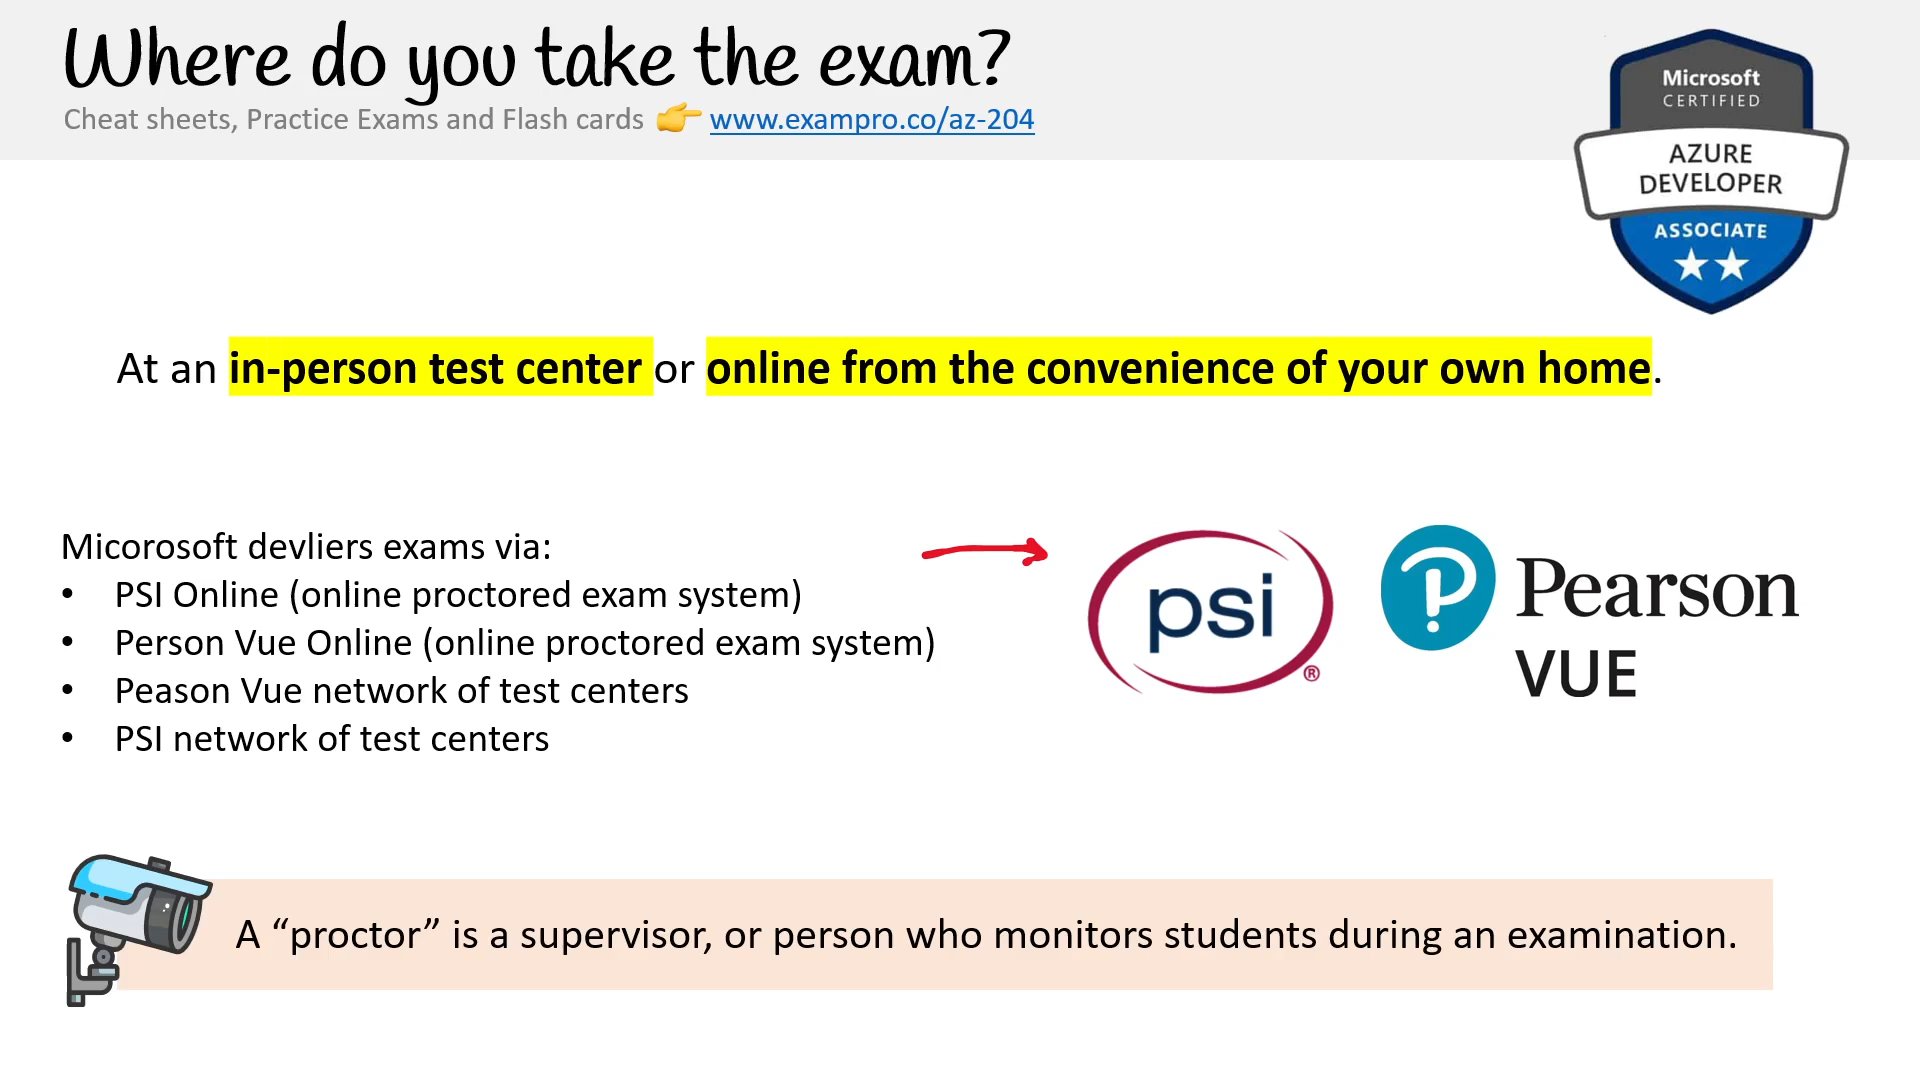 Where do you take the exam?
Cheat sheets, Practice Exams and Flash cards 👉 www.exampro.co/az-204
Microsoft
CERTIFIED
AZURE
DEVELOPER
ASSOCIATE
At an in-person test center or online from the convenience of your own home.
Micorosoft devliers exams via:
• PSI Online (online proctored exam system)
• Person Vue Online (online proctored exam system)
• Peason Vue network of test centers
• PSI network of test centers
psi®
Pearson
VUE
A “proctor” is a supervisor, or person who monitors students during an examination.